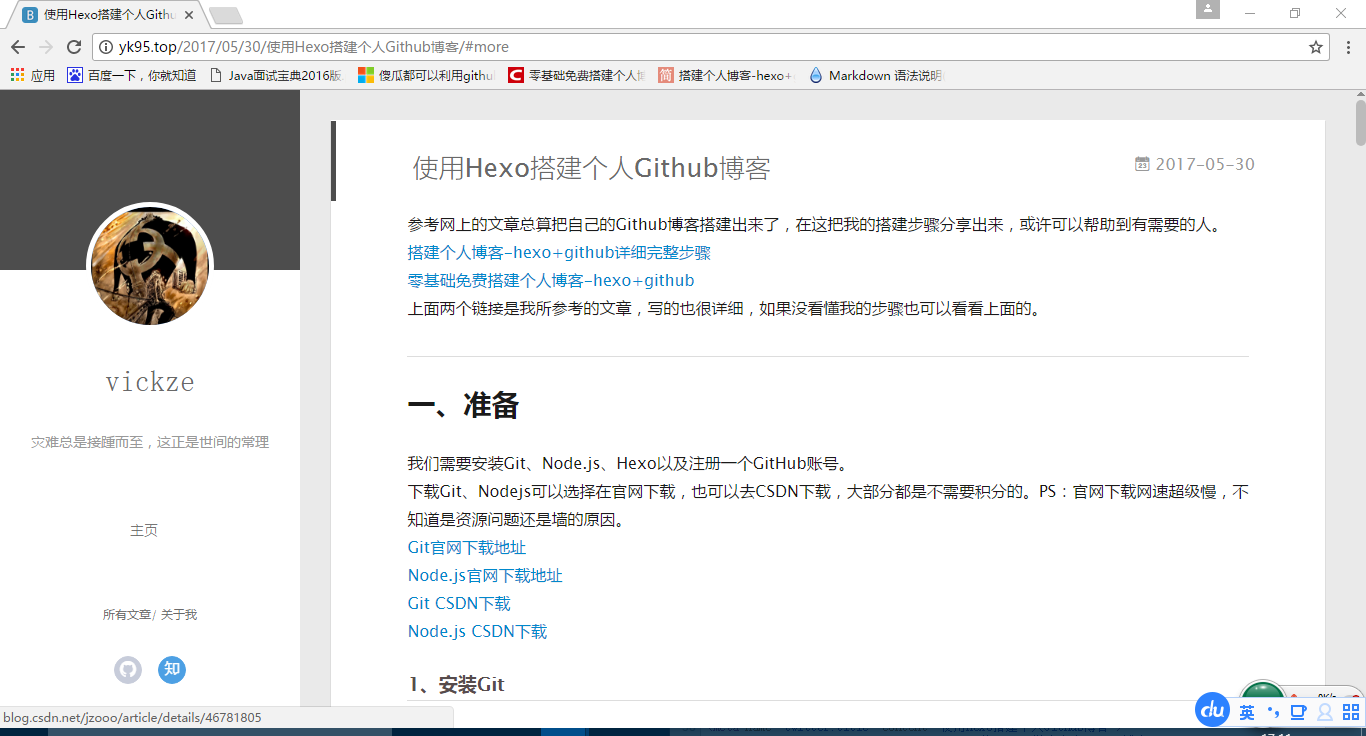 使用Hexo搭建个人Githu
yk95.top/2017/05/30/使用Hexo搭建个人Github博客/#more
应用 百度一下，你就知道 Java面试宝典2016版 傻瓜都可以利用githu 零基础免费搭建个人博 搭建个人博客-hexo+ Markdown 语法说明
使用Hexo搭建个人Github博客
2017-05-30
参考网上的文章总算把自己的Github博客搭建出来了，在这把我的搭建步骤分享出来，或许可以帮助到有需要的人。
搭建个人博客-hexo+github详细完整步骤
零基础免费搭建个人博客-hexo+github
上面两个链接是我所参考的文章，写的也很详细，如果没看懂我的步骤也可以看看上面的。
vickze
灾难总是接踵而至，这正是世间的常理
主页
所有文章/ 关于我
知
一、准备
我们需要安装Git、Node.js、Hexo以及注册一个GitHub账号。
下载Git、Nodejs可以选择在官网下载，也可以去CSDN下载，大部分都是不需要积分的。PS：官网下载网速超级慢，不
知道是资源问题还是墙的原因。
Git官网下载地址
Node.js官网下载地址
Git CSDN下载
Node.js CSDN下载
1、安装Git
blog.csdn.net/jzooo/article/details/46781805
du 英